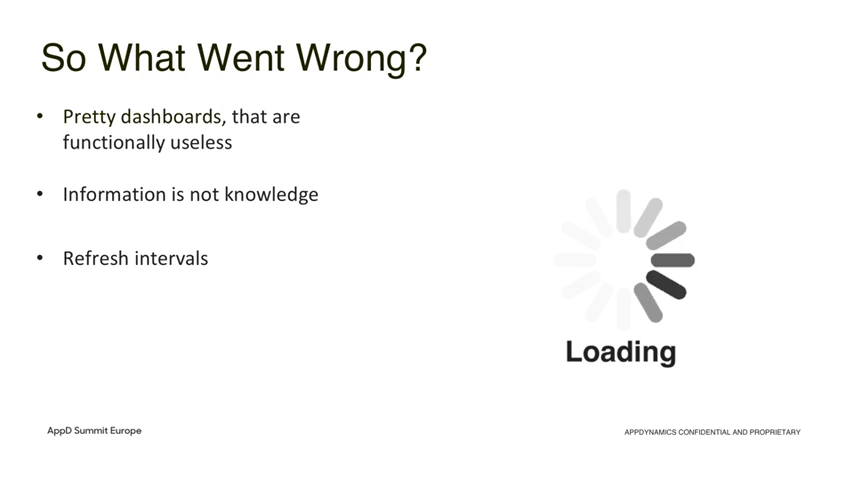 So What Went Wrong?
• Pretty dashboards, that are
functionally useless
• Information is not knowledge
• Refresh intervals
Loading
AppD Summit Europe
APPDYNAMICS CONFIDENTIAL AND PROPRIETARY